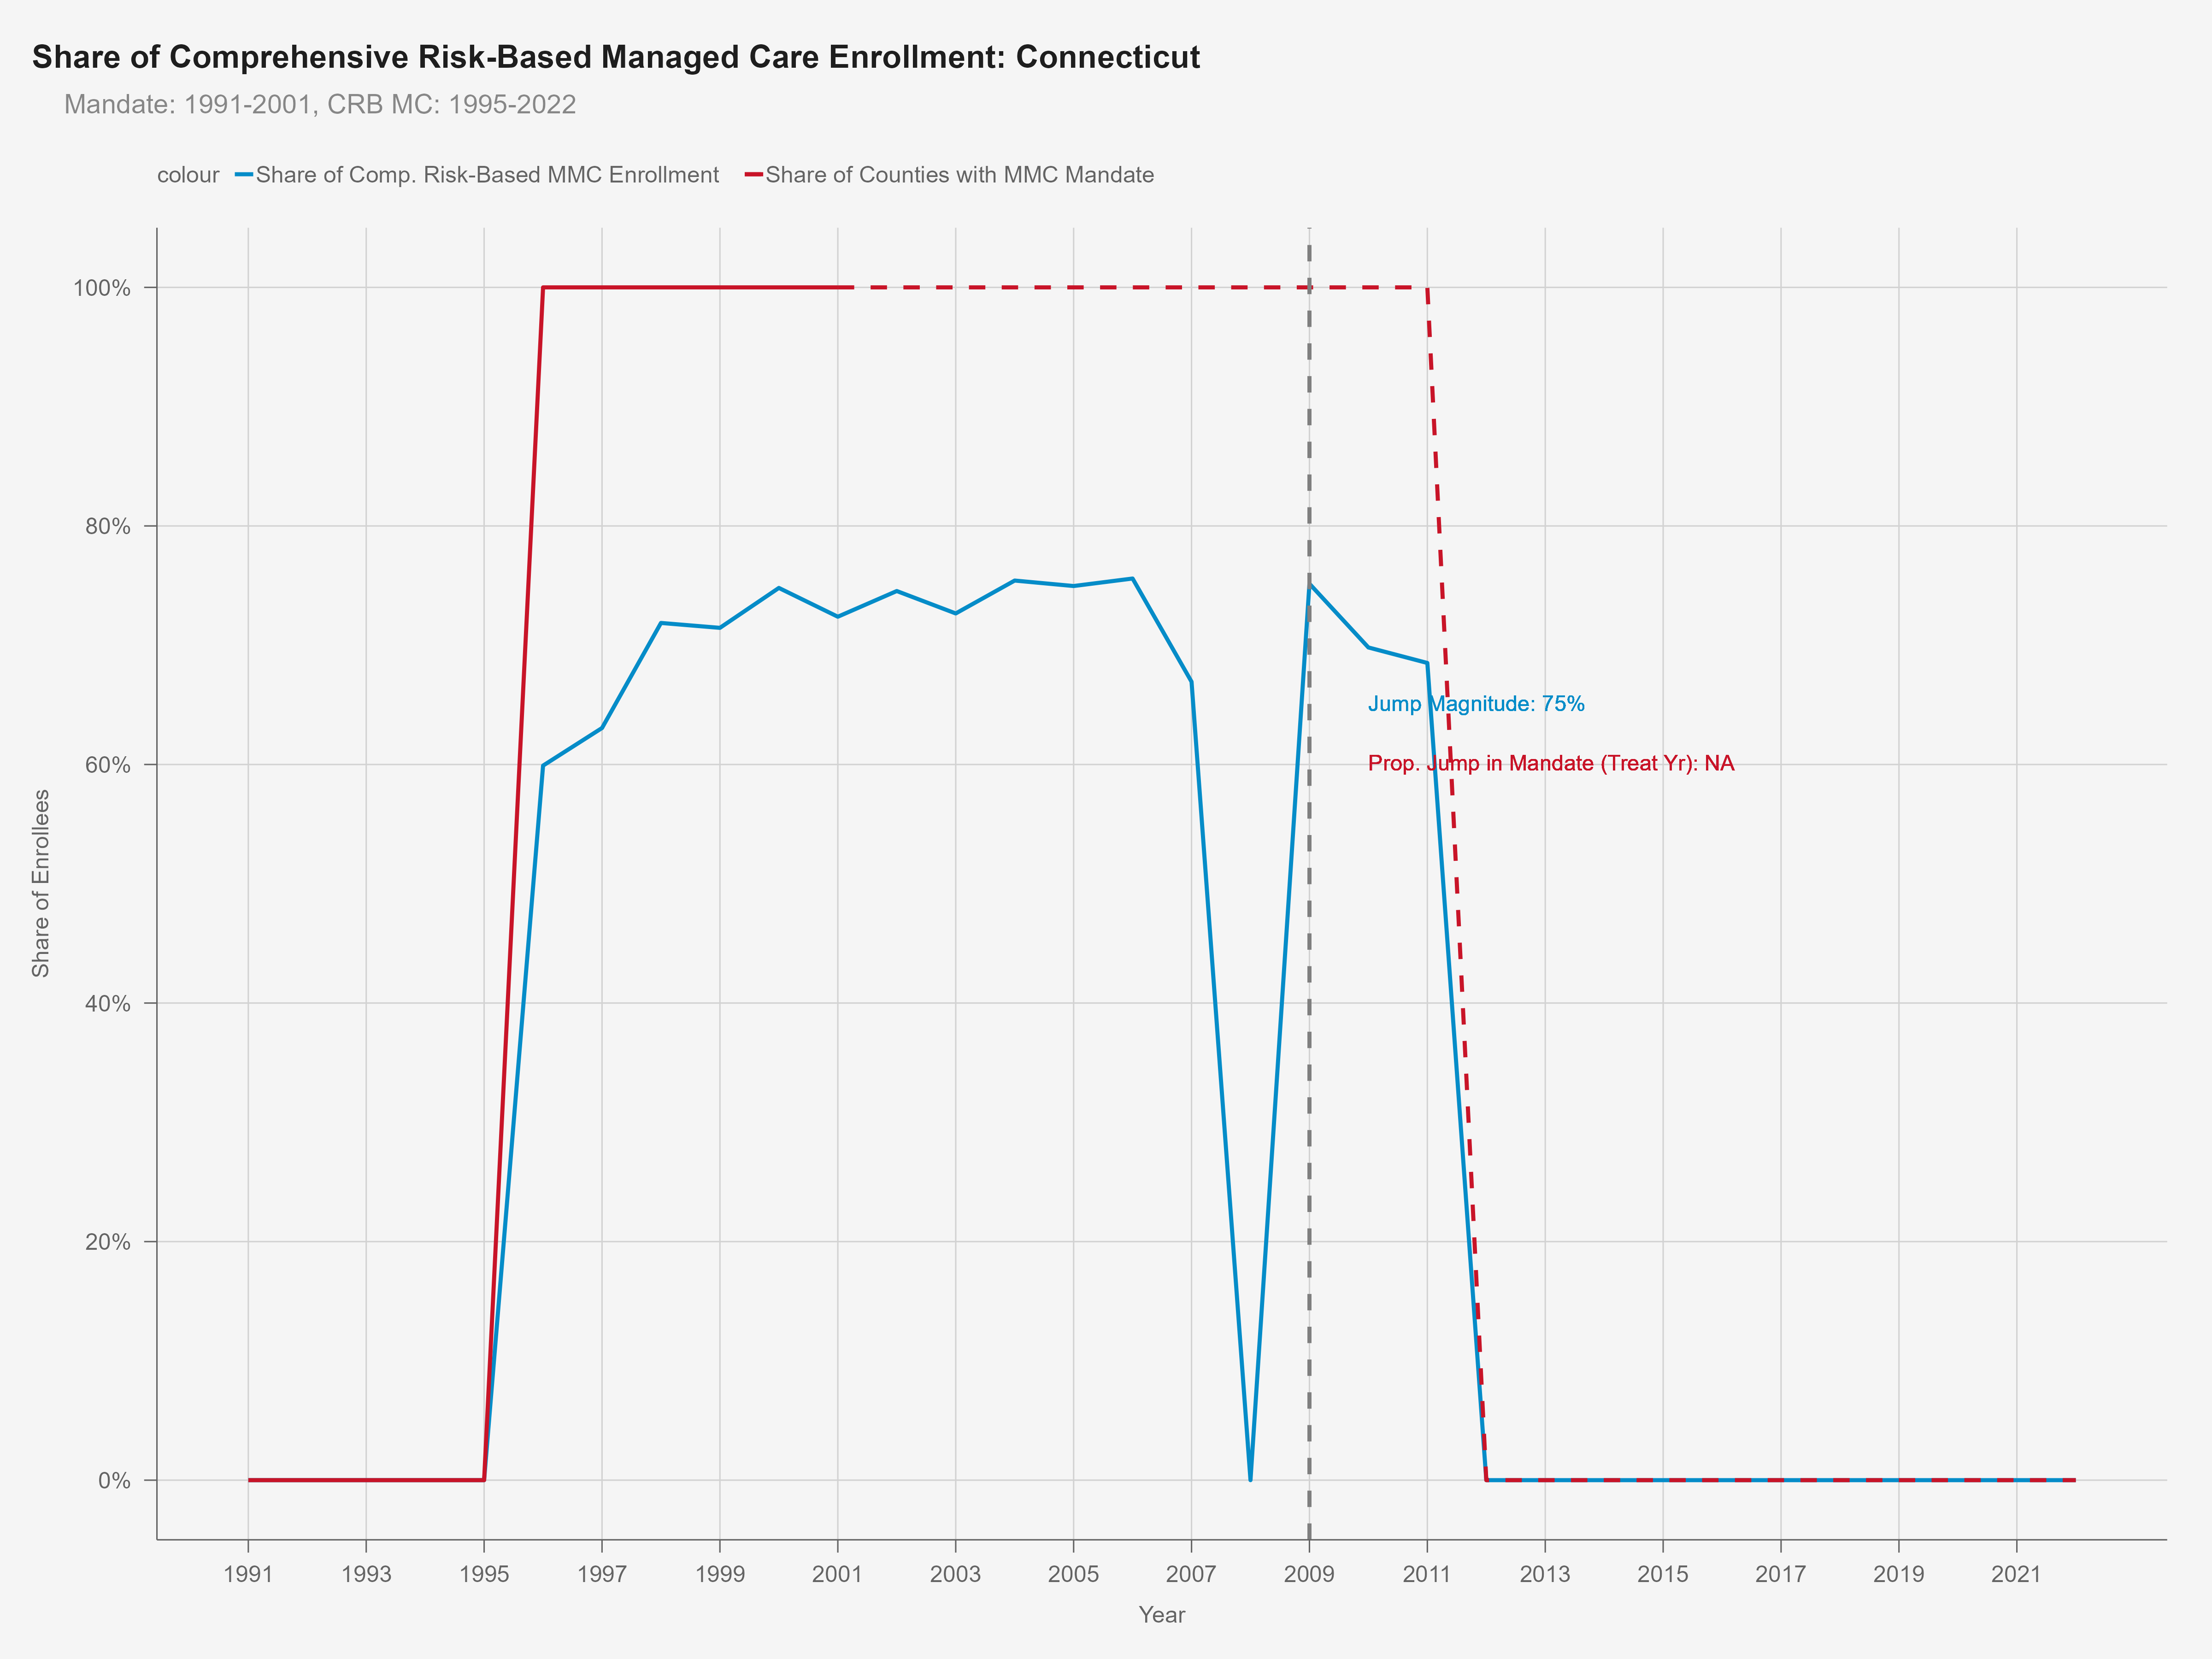 Share of Comprehensive Risk-Based Managed Care Enrollment: Connecticut
Mandate: 1991-2001, CRB MC: 1995-2022
colour Share of Comp. Risk-Based MMC Enrollment Share of Counties with MMC Mandate
100%
80%
60%
40%
20%
0%
Share of Enrollees
Jump Magnitude: 75%
Prop. Jump in Mandate (Treat Yr): NA
1991 1993 1995 1997 1999 2001 2003 2005 2007 2009 2011 2013 2015 2017 2019 2021
Year